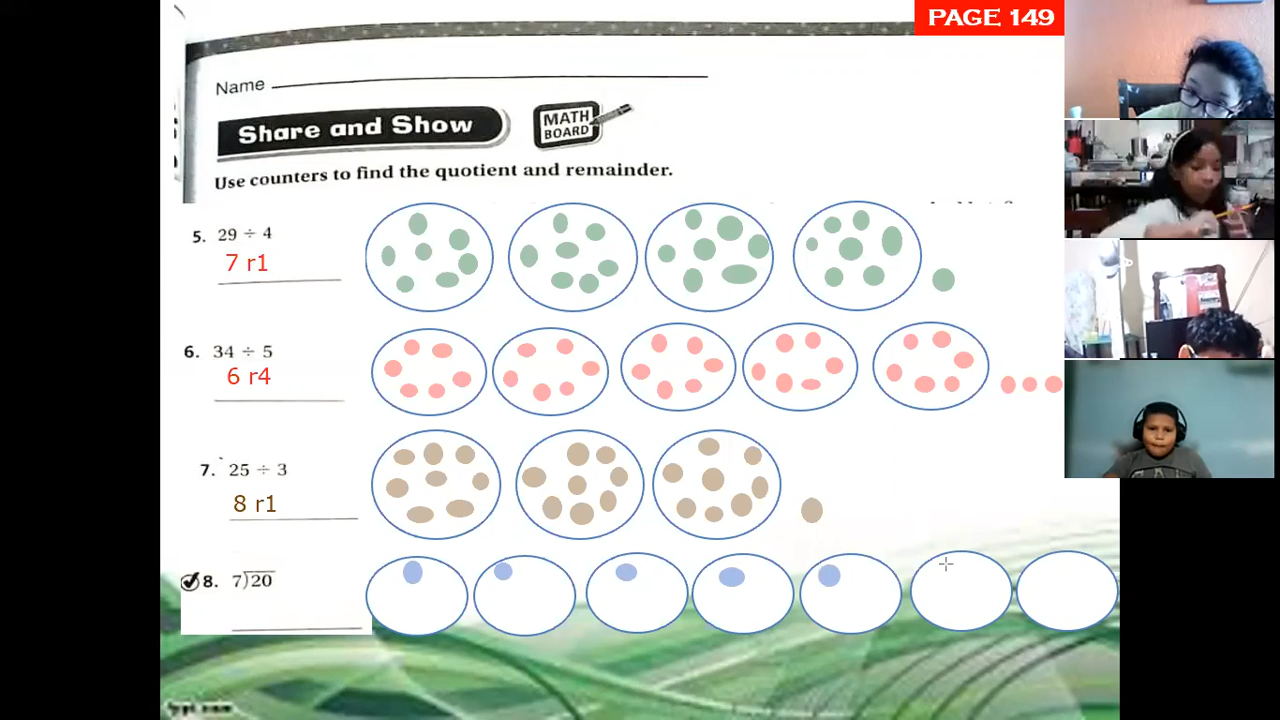 PAGE 149
Name
Share and Show
MATH
BOARD
Use counters to find the quotient and remainder.
5. 29 ÷ 4
7 r1
6. 34 ÷ 5
6 r4
7. 25 ÷ 3
8 r1
8. 7)20